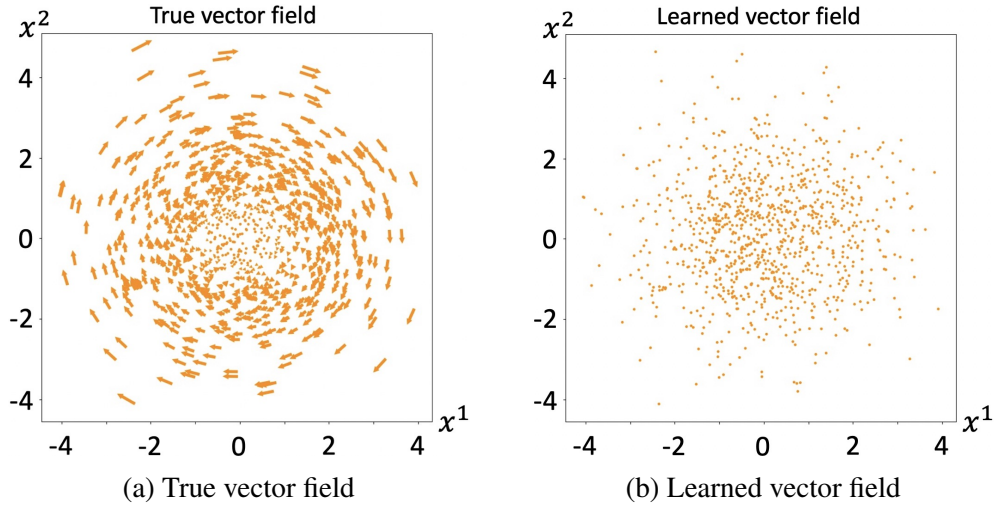 True vector field
x²
4
2
0
-2
-4
-4 -2 0 2 4
x¹
(a) True vector field
Learned vector field
x²
4
2
0
-2
-4
-4 -2 0 2 4
x¹
(b) Learned vector field